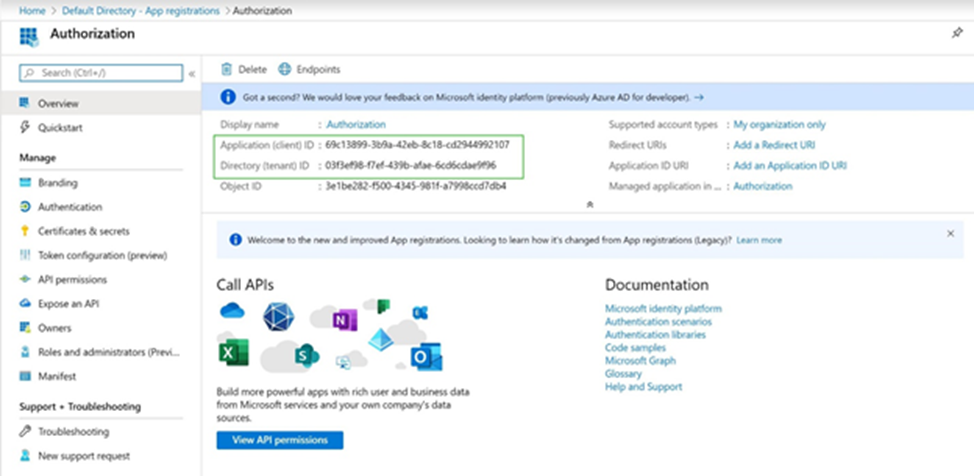 Home > Default Directory - App registrations > Authorization
Authorization
Search (Ctrl+/)
«
Overview
Quickstart
Manage
Branding
Authentication
Certificates & secrets
Token configuration (preview)
API permissions
Expose an API
Owners
Roles and administrators (Previ...
Manifest
Support + Troubleshooting
Troubleshooting
New support request
Delete
Endpoints
Got a second? We would love your feedback on Microsoft identity platform (previously Azure AD for developer). →
Display name : Authorization
Application (client) ID : 69c13899-3b9a-42eb-8c18-cd2944992107
Directory (tenant) ID : 03f3ef98-f7ef-439b-afae-6cd6cdae9f96
Object ID : 3e1be282-f500-4345-981f-a7998ccd7db4
Supported account types : My organization only
Redirect URIs : Add a Redirect URI
Application ID URI : Add an Application ID URI
Managed application in ... : Authorization
Welcome to the new and improved App registrations. Looking to learn how it's changed from App registrations (Legacy)? Learn more
Call APIs
Build more powerful apps with rich user and business data
from Microsoft services and your own company's data
sources.
View API permissions
Documentation
Microsoft identity platform
Authentication scenarios
Authentication libraries
Code samples
Microsoft Graph
Glossary
Help and Support